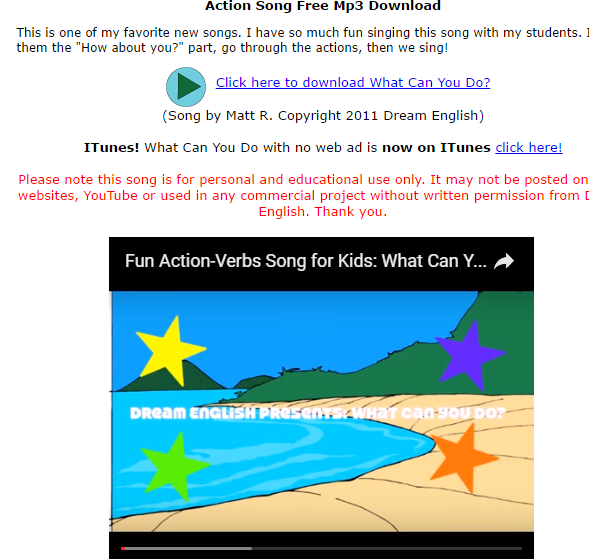 Action Song Free Mp3 Download
This is one of my favorite new songs. I have so much fun singing this song with my students. I
them the "How about you?" part, go through the actions, then we sing!
Click here to download What Can You Do?
(Song by Matt R. Copyright 2011 Dream English)
ITunes! What Can You Do with no web ad is now on ITunes click here!
Please note this song is for personal and educational use only. It may not be posted on
websites, YouTube or used in any commercial project without written permission from D
English. Thank you.
Fun Action-Verbs Song for Kids: What Can Y...
Dream English Presents: What can you do?